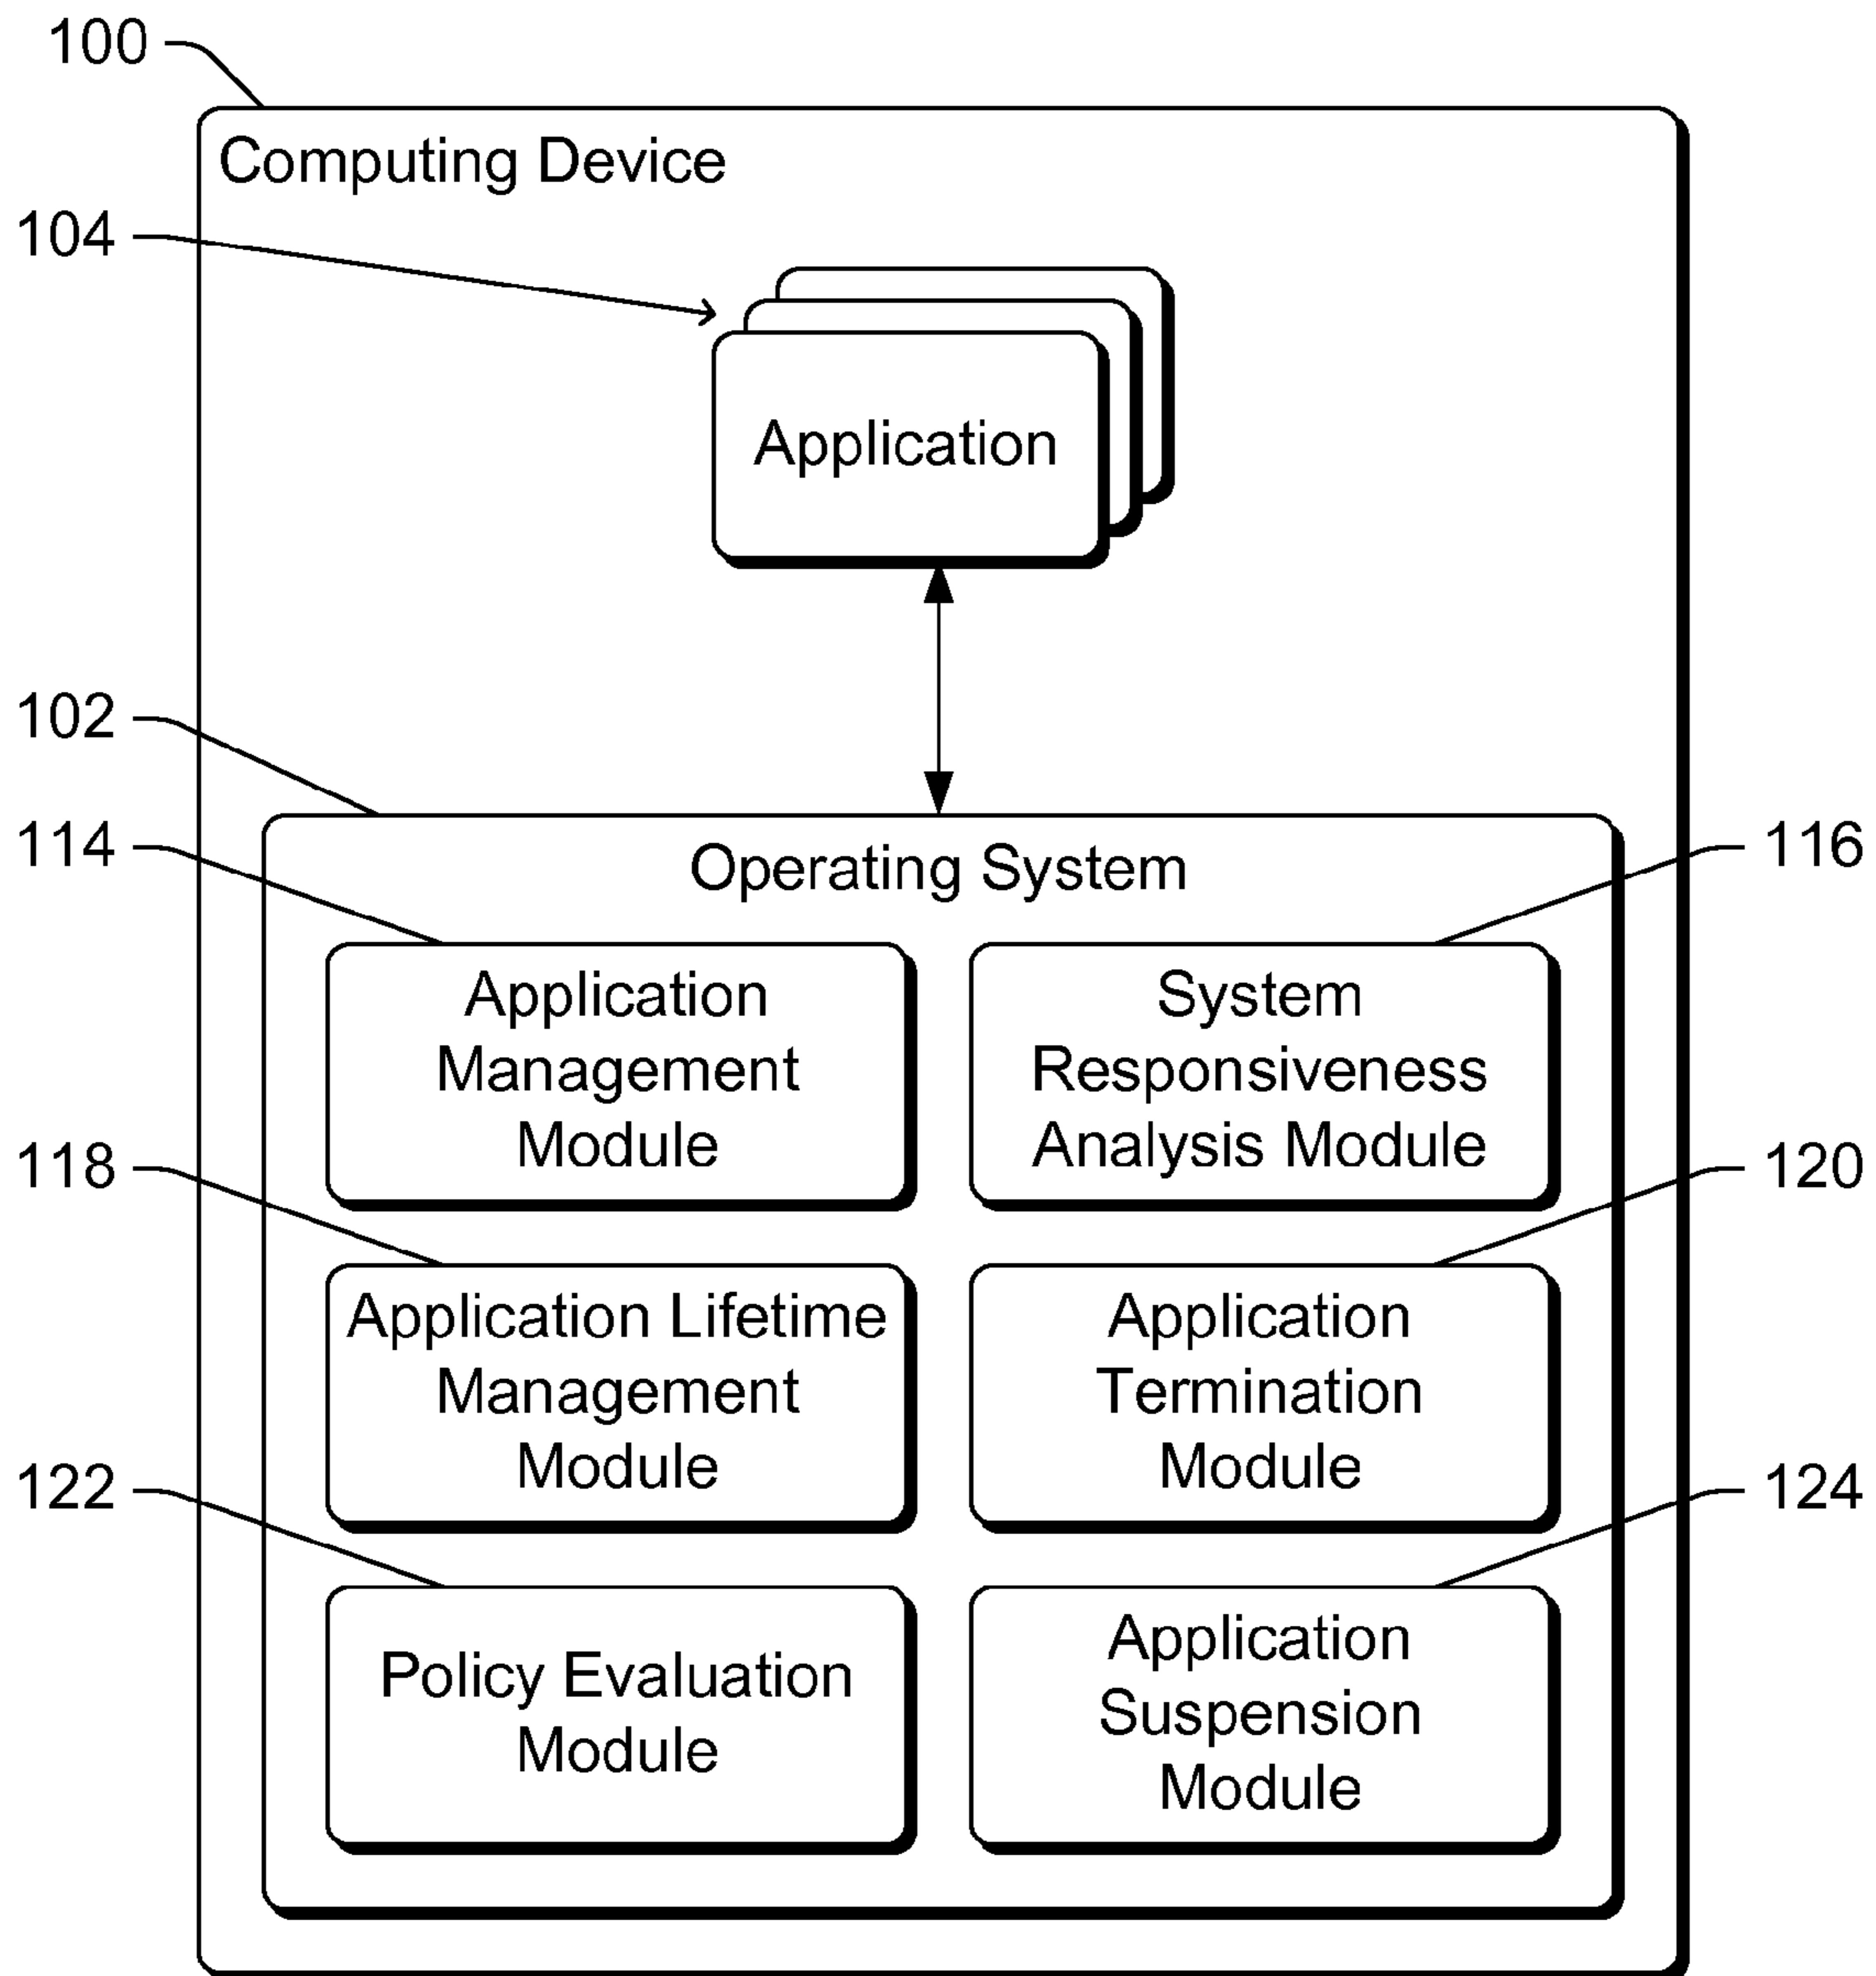 100
Computing Device
104
Application
102
114
Operating System
116
Application
Management
Module
System
Responsiveness
Analysis Module
118
120
Application Lifetime
Management
Module
Application
Termination
Module
122
124
Policy Evaluation
Module
Application
Suspension
Module